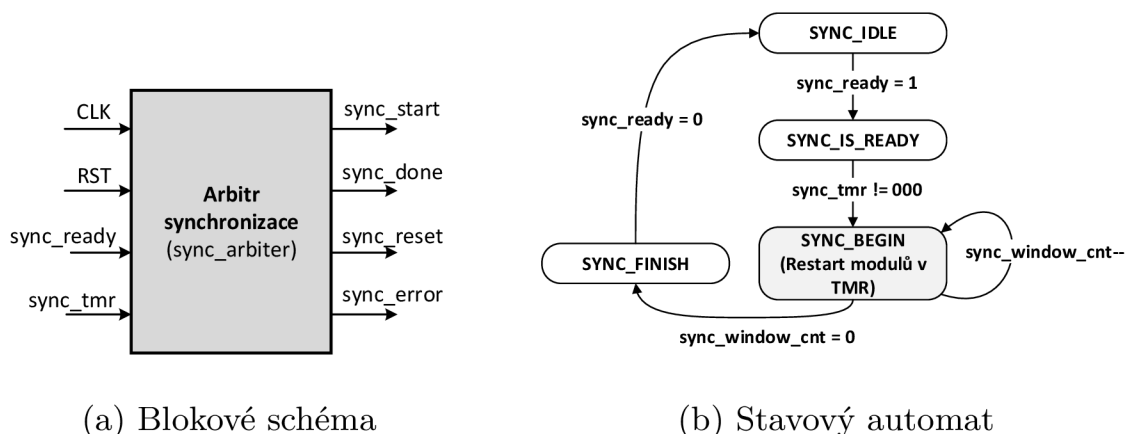 CLK
RST
sync_ready
sync_tmr
Arbitr
synchronizace
(sync_arbiter)
sync_start
sync_done
sync_reset
sync_error
(a) Blokové schéma
SYNC_IDLE
sync_ready = 1
SYNC_IS_READY
sync_tmr != 000
SYNC_BEGIN
(Restart modulů v
TMR)
sync_window_cnt--
sync_window_cnt = 0
SYNC_FINISH
sync_ready = 0
(b) Stavový automat